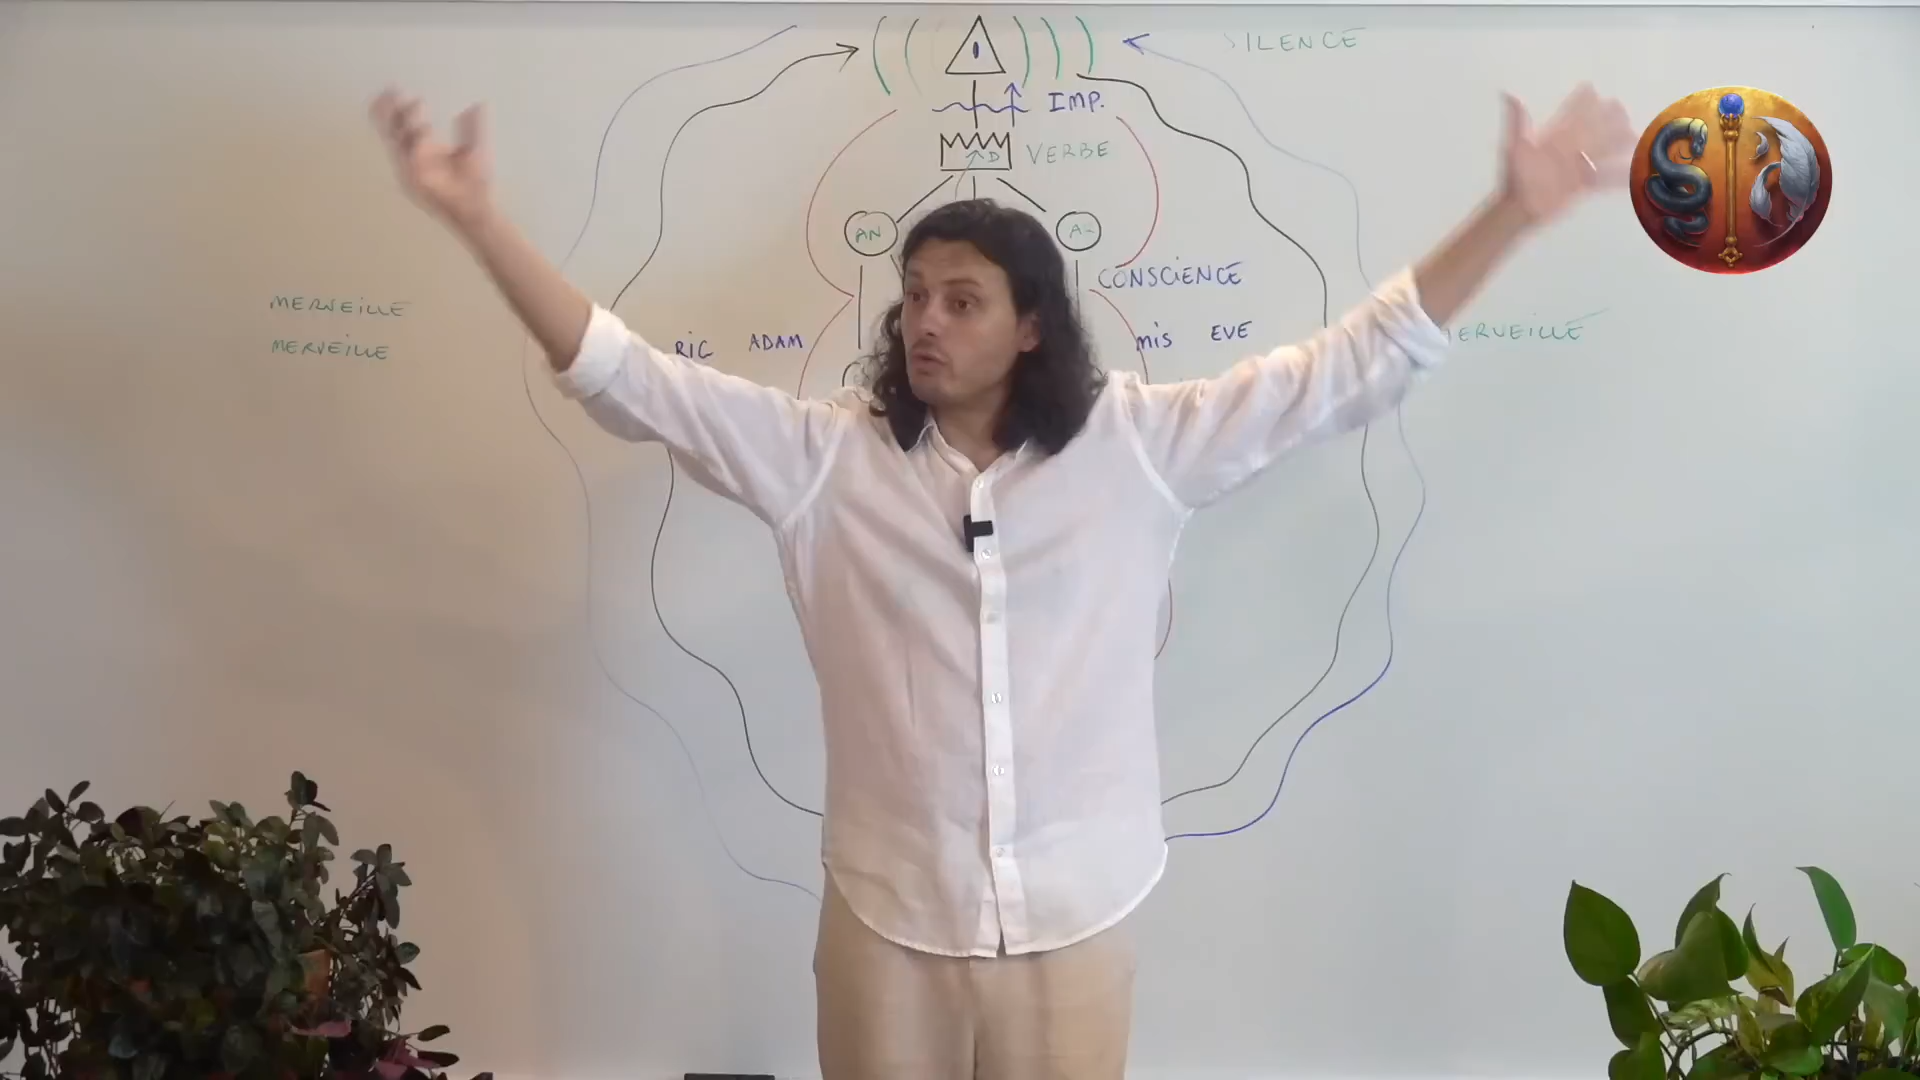 SILENCE
IMP.
D
VERBE
AN
CONSCIENCE
MERVEILLE
MERVEILLE
ADAM
EVE